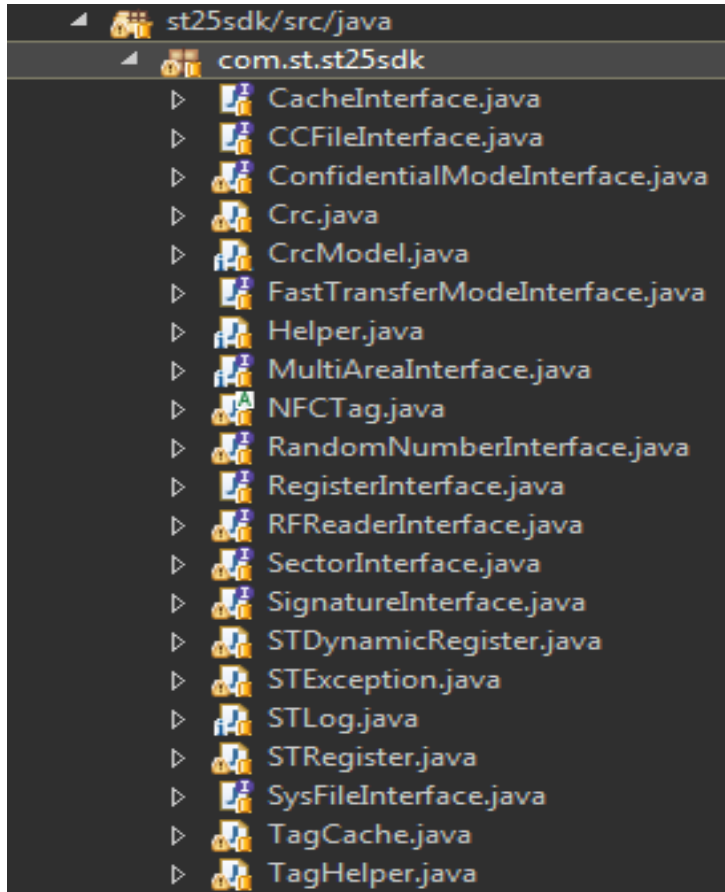 st25sdk/src/java
com.st.st25sdk
CacheInterface.java
CCFileInterface.java
ConfidentialModeInterface.java
Crc.java
CrcModel.java
FastTransferModeInterface.java
Helper.java
MultiAreaInterface.java
NFCTag.java
RandomNumberInterface.java
RegisterInterface.java
RFReaderInterface.java
SectorInterface.java
SignatureInterface.java
STDynamicRegister.java
STException.java
STLog.java
STRegister.java
SysFileInterface.java
TagCache.java
TagHelper.java